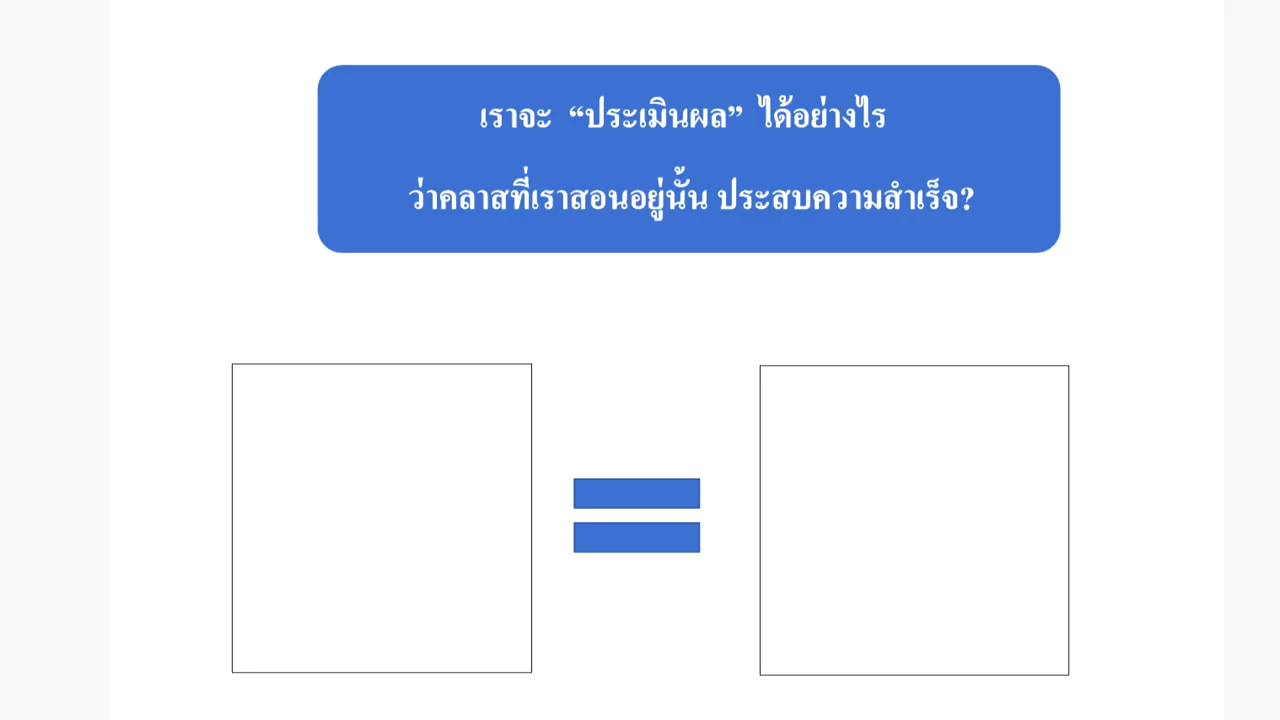 เราจะ “ประเมินผล” ได้อย่างไร
ว่าคลาสที่เราสอนอยู่นั้น ประสบความสำเร็จ?